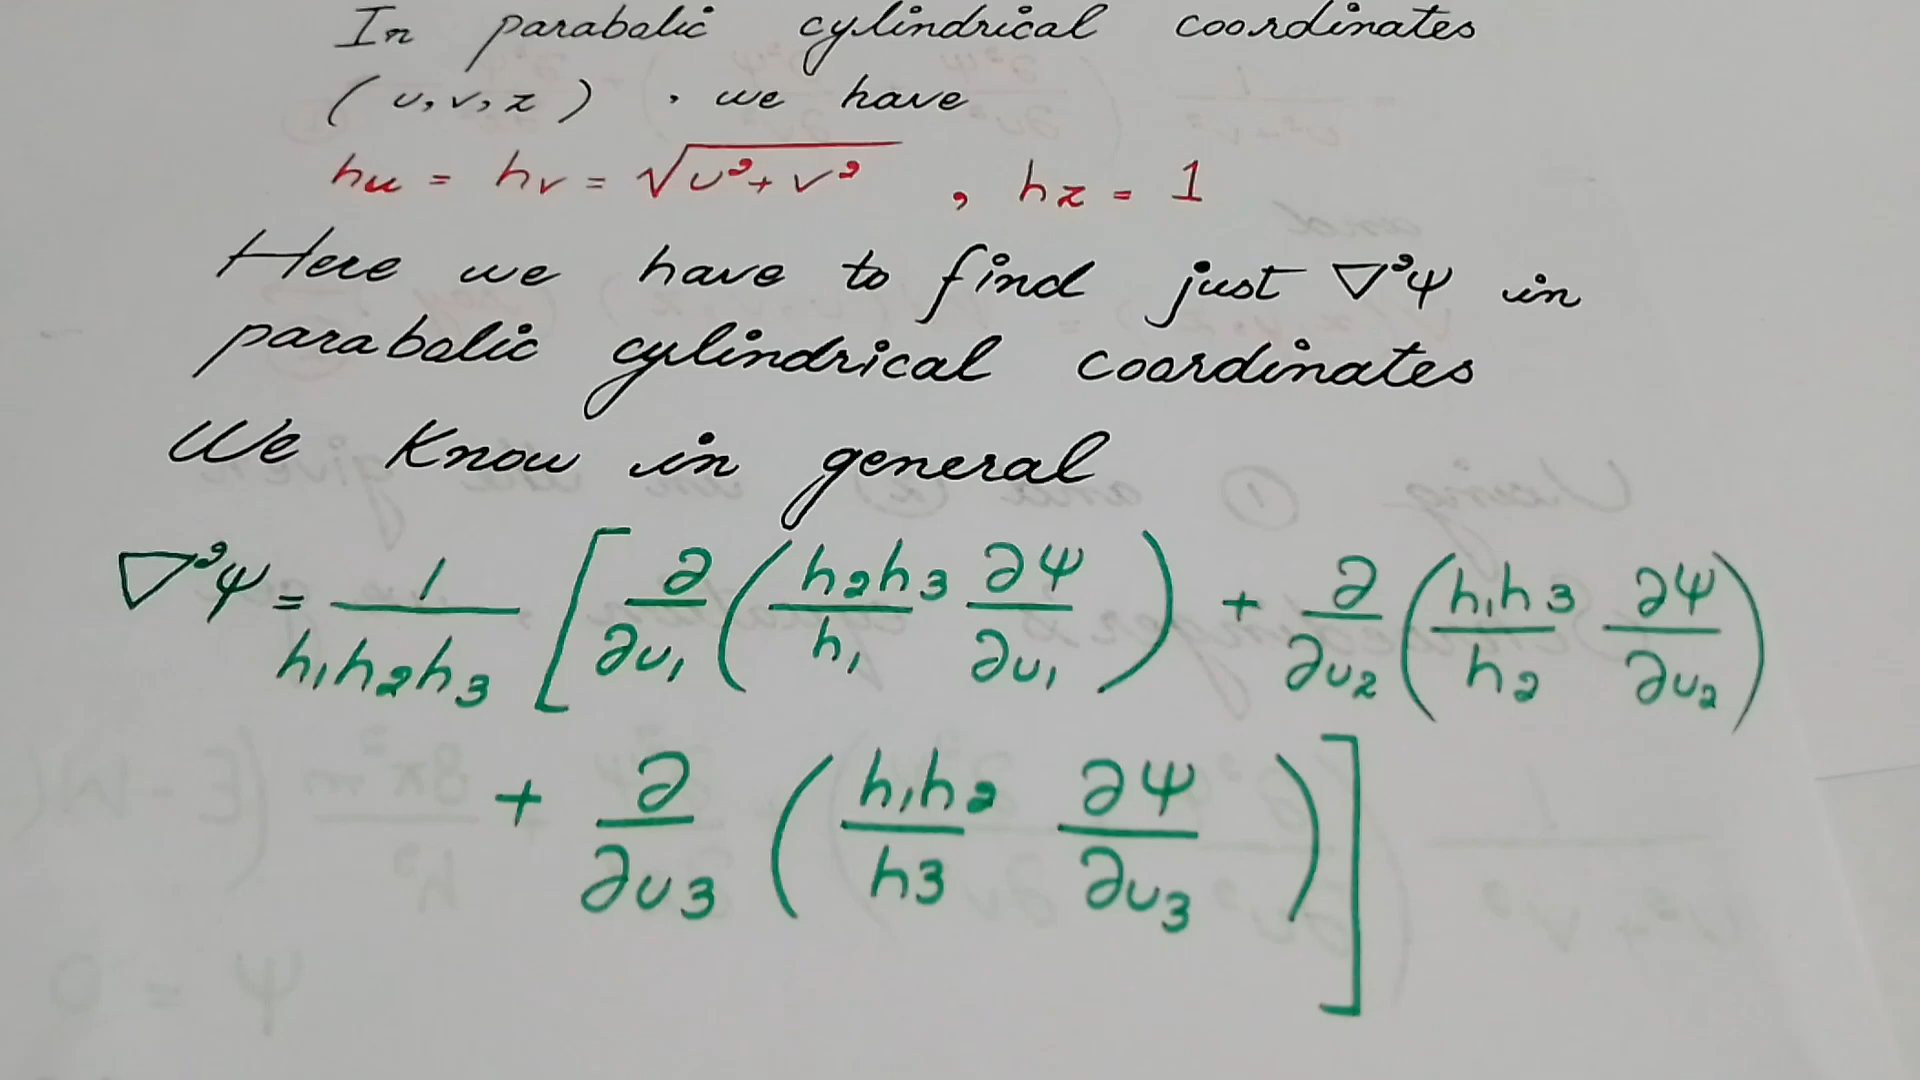 In parabolic cylindrical coordinates
(u, v, z), we have
hu = hv = √u²+v² , hz = 1
Here we have to find just ∇²ψ in
parabolic cylindrical coordinates
We Know in general
∇²ψ = 1/h₁h₂h₃ [ ∂/∂u₁ ( h₂h₃/h₁ ∂ψ/∂u₁ ) + ∂/∂u₂ ( h₁h₃/h₂ ∂ψ/∂u₂ )
+ ∂/∂u₃ ( h₁h₂/h₃ ∂ψ/∂u₃ ) ]